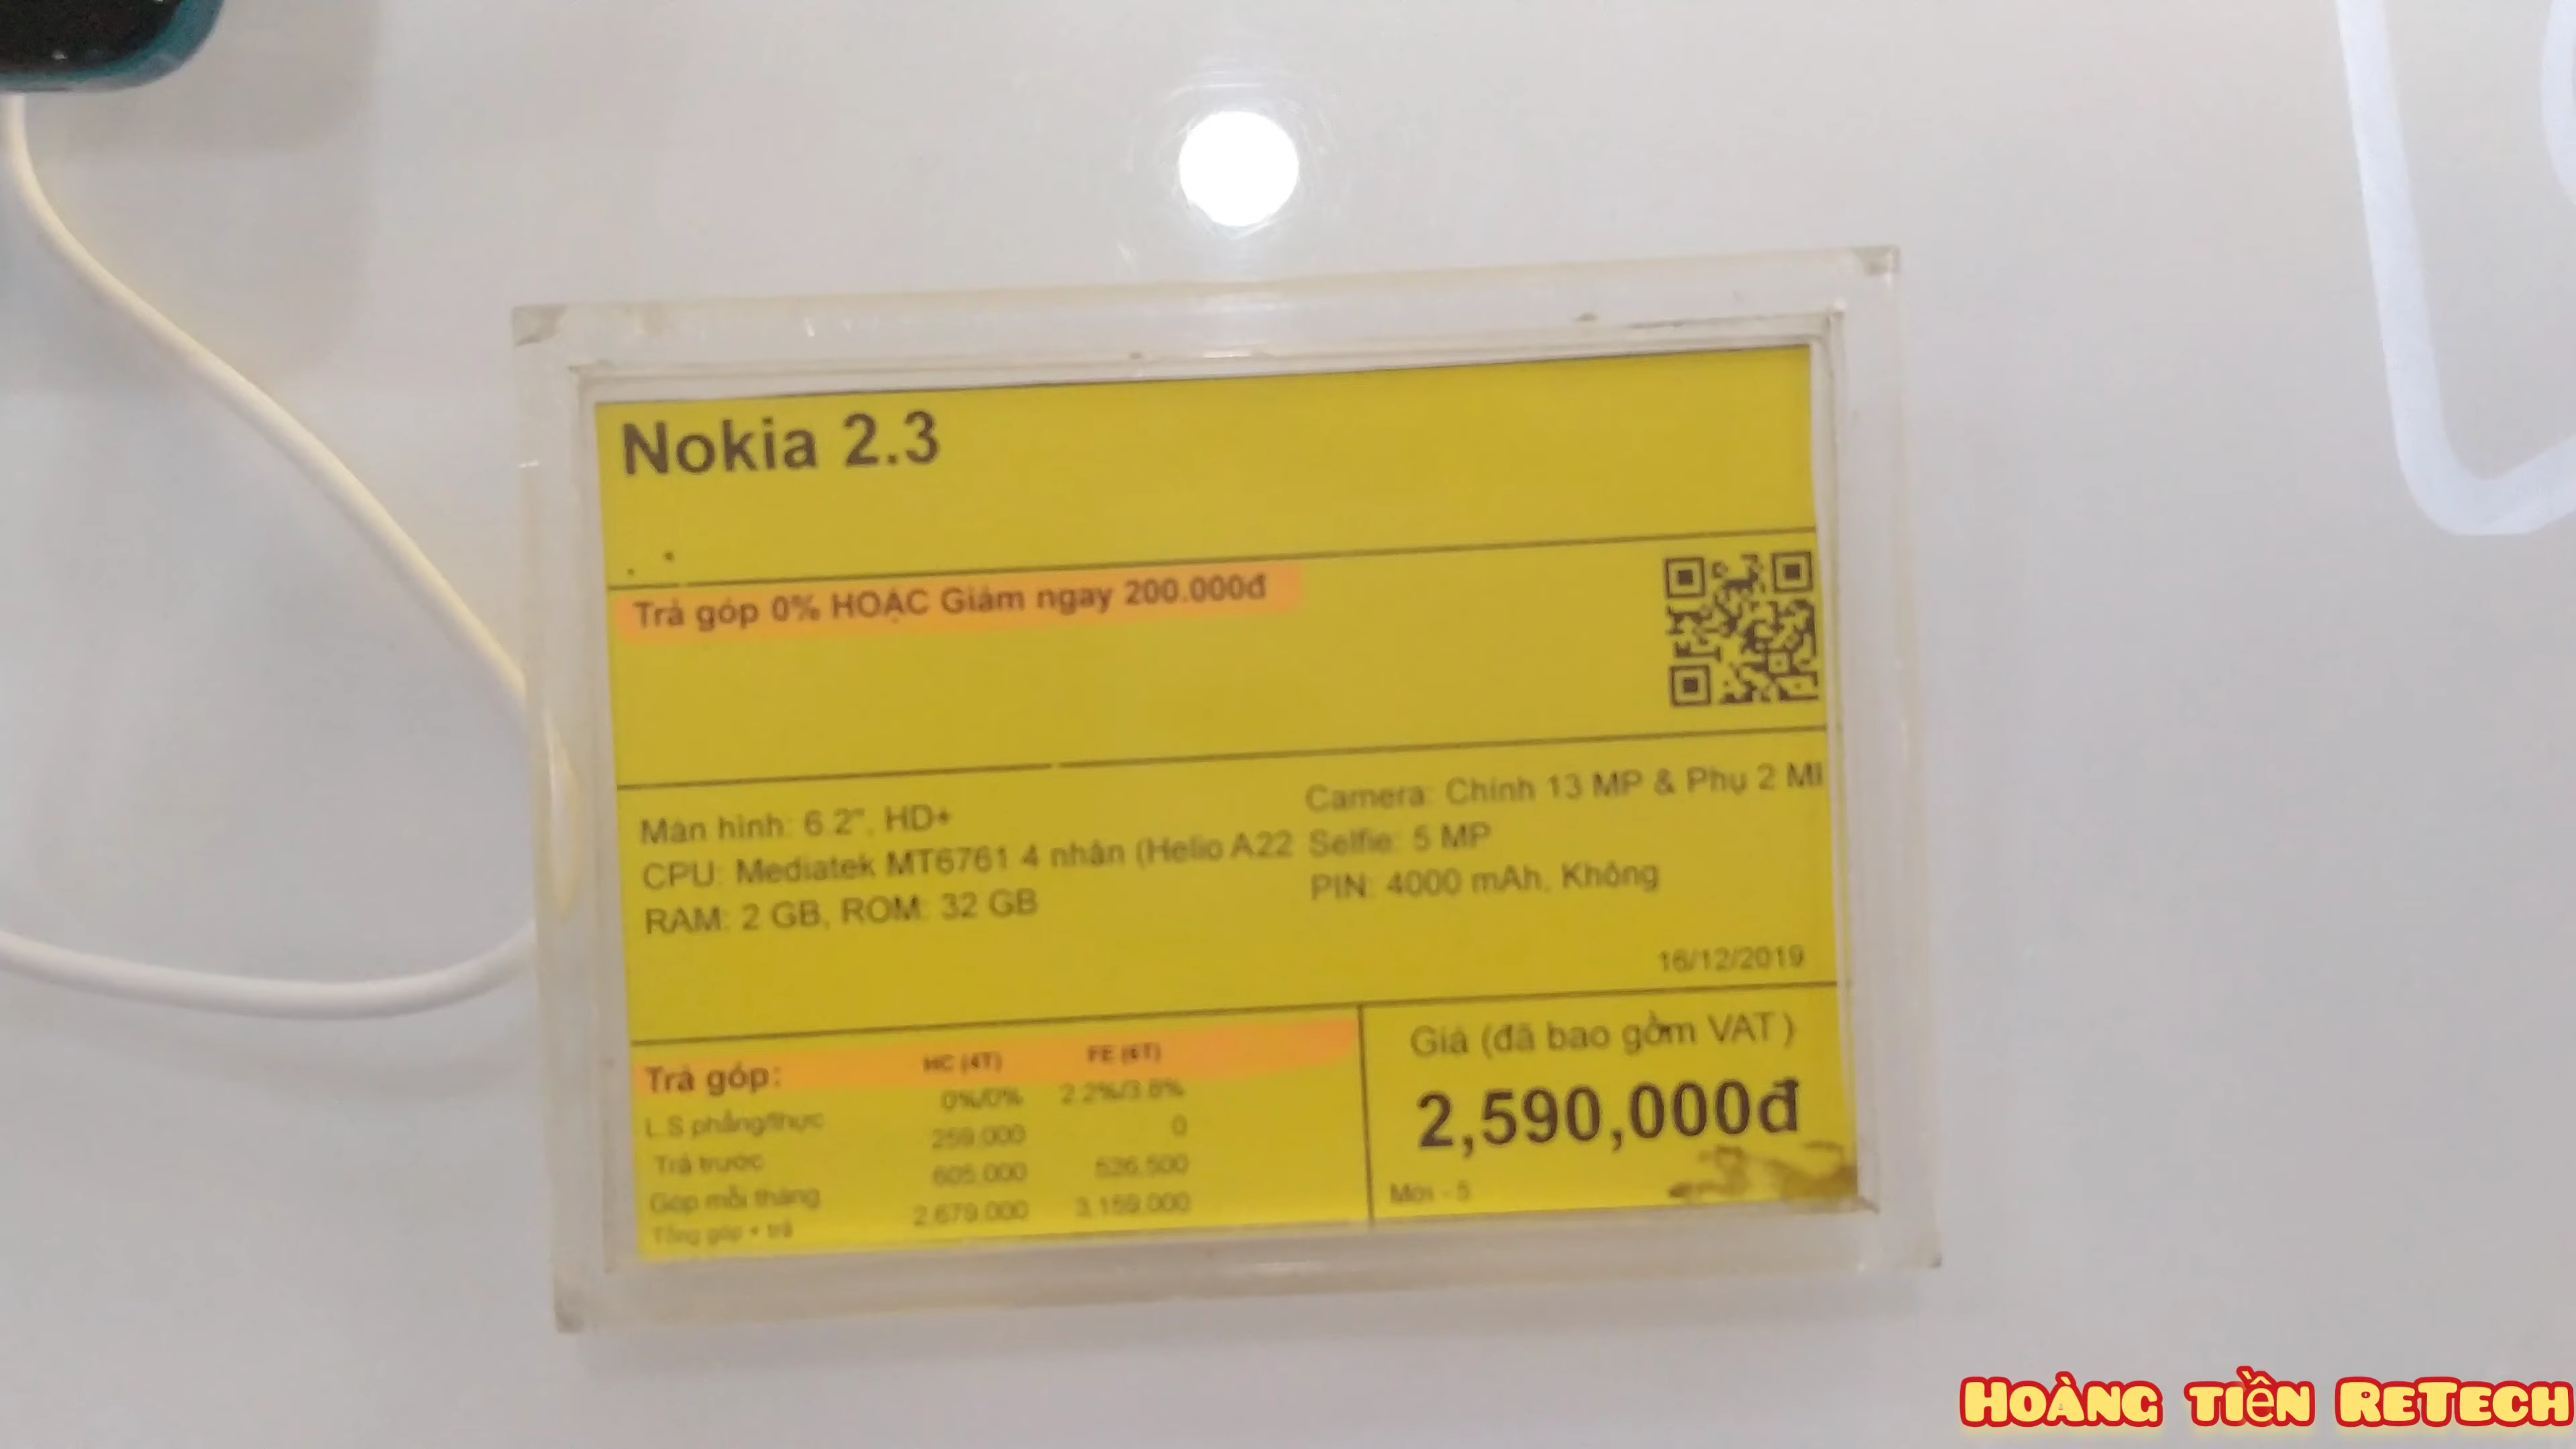 Nokia 2.3
Trả góp 0% HOẶC Giảm ngay 200.000đ
Màn hình: 6.2", HD+
CPU: Mediatek MT6761 4 nhân (Helio A22
RAM: 2 GB, ROM: 32 GB
Camera: Chính 13 MP & Phụ 2 M
Selfie: 5 MP
PIN: 4000 mAh, Không
16/12/2019
Trả góp: HC (4T) FE (6T)
L.S phẳng/thực 0%/0% 2.2%/3.8%
Trả trước 259.000 0
Góp mỗi tháng 605.000 526.500
Tổng góp + trả 2.679.000 3.159.000
Giá (đã bao gồm VAT)
2,590,000đ
Mới - 5
HOÀNG TIỀN RETECH